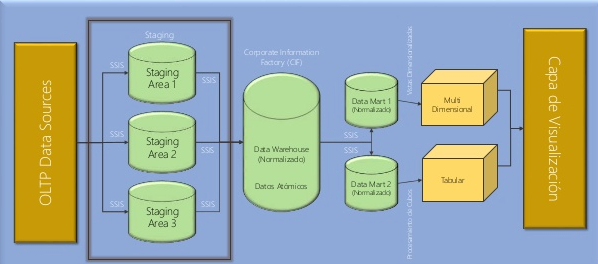 OLTP Data Sources
Staging
SSIS
Staging
Area 1
SSIS
SSIS
Staging
Area 2
SSIS
SSIS
Staging
Area 3
SSIS
Corporate Information
Factory (CIF)
Data Warehouse
(Normalizado)
Datos Atómicos
SSIS
SSIS
Data Mart 1
(Normalizado)
Data Mart 2
(Normalizado)
Vistas Dimensionalizadas
Procesamiento de Cubos
Multi
Dimensional
Tabular
Capa de Visualización